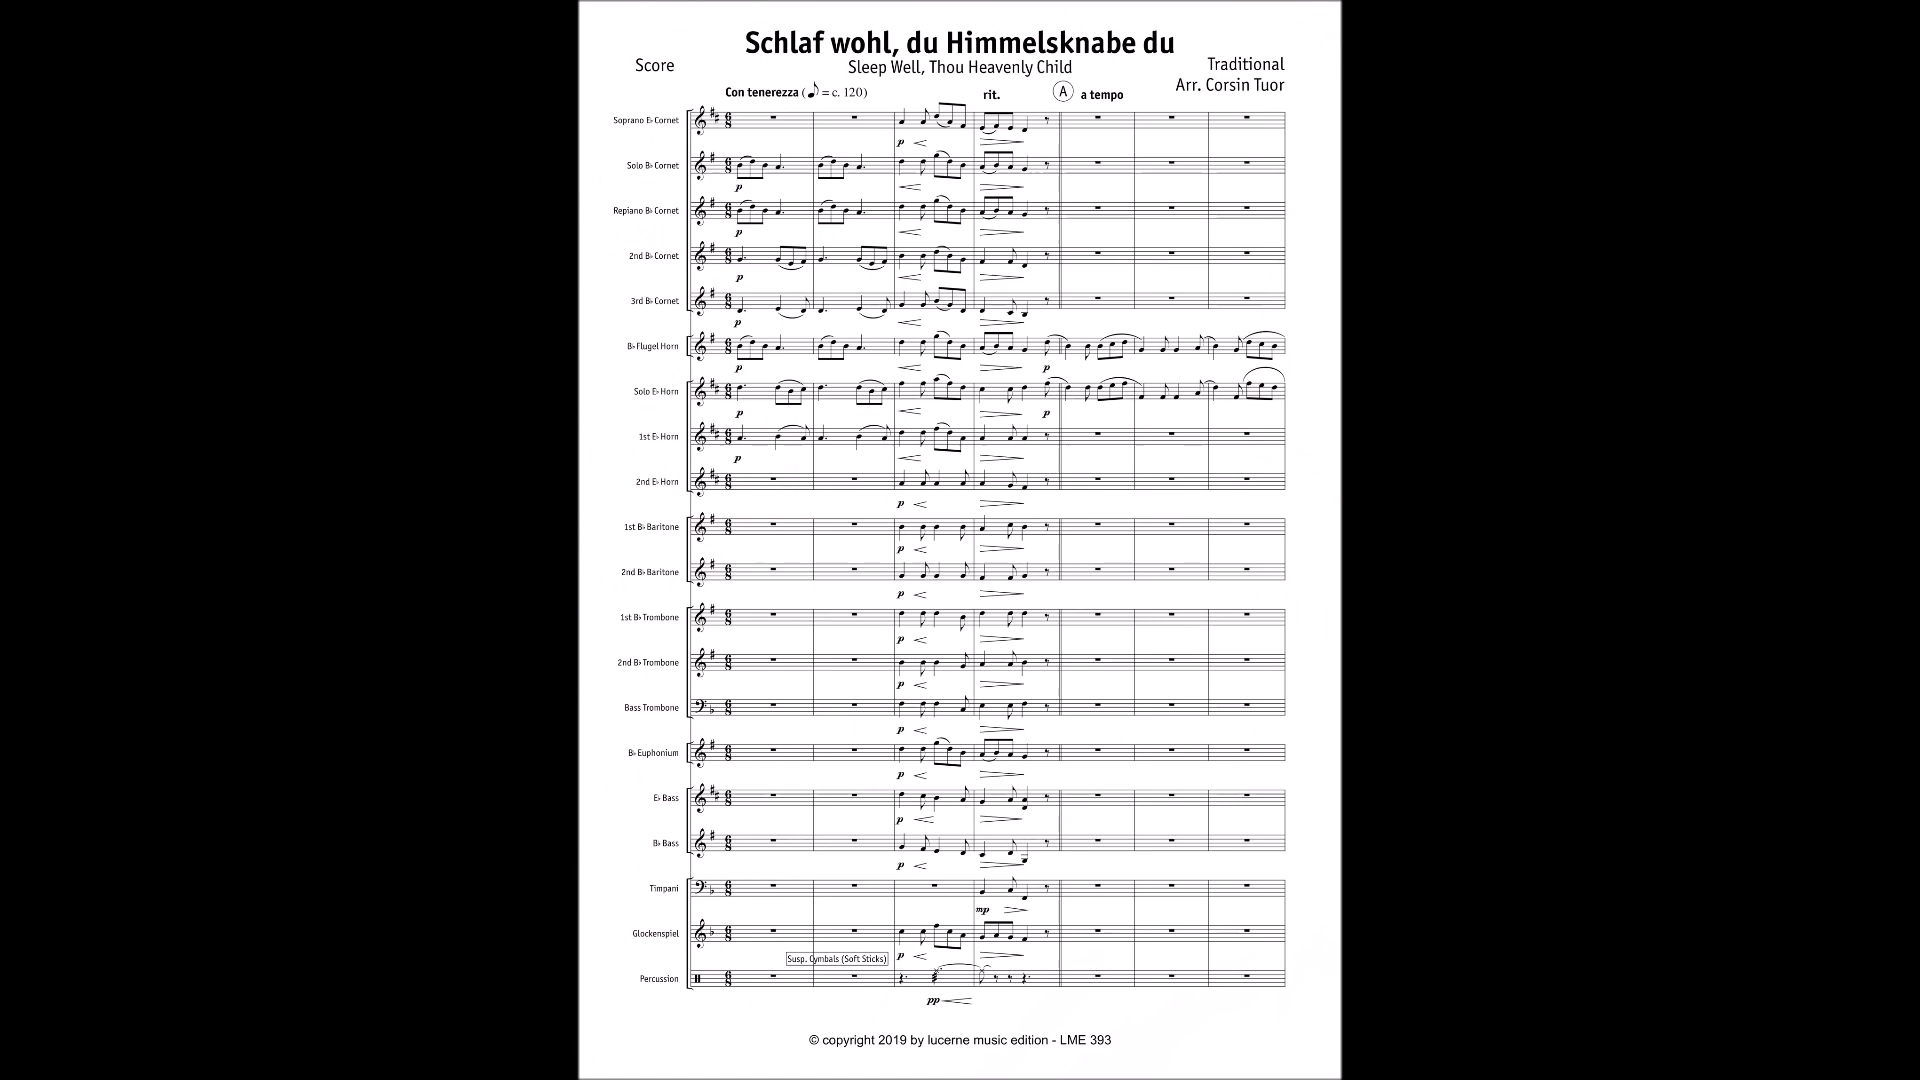 Schlaf wohl, du Himmelsknabe du
Score
Sleep Well, Thou Heavenly Child
Traditional
Arr. Corsin Tuor
Con tenerezza (♪ = c. 120)
rit.
A
a tempo
Soprano E♭ Cornet
p
Solo B♭ Cornet
p
Repiano B♭ Cornet
p
2nd B♭ Cornet
p
3rd B♭ Cornet
p
B♭ Flugel Horn
p p
Solo E♭ Horn
p p
1st E♭ Horn
p
2nd E♭ Horn
p
1st B♭ Baritone
p
2nd B♭ Baritone
p
1st B♭ Trombone
p
2nd B♭ Trombone
p
Bass Trombone
p
B♭ Euphonium
p
E♭ Bass
p
B♭ Bass
p
Timpani
mp
Glockenspiel
p
Susp. Cymbals (Soft Sticks)
Percussion
pp
© copyright 2019 by lucerne music edition - LME 393